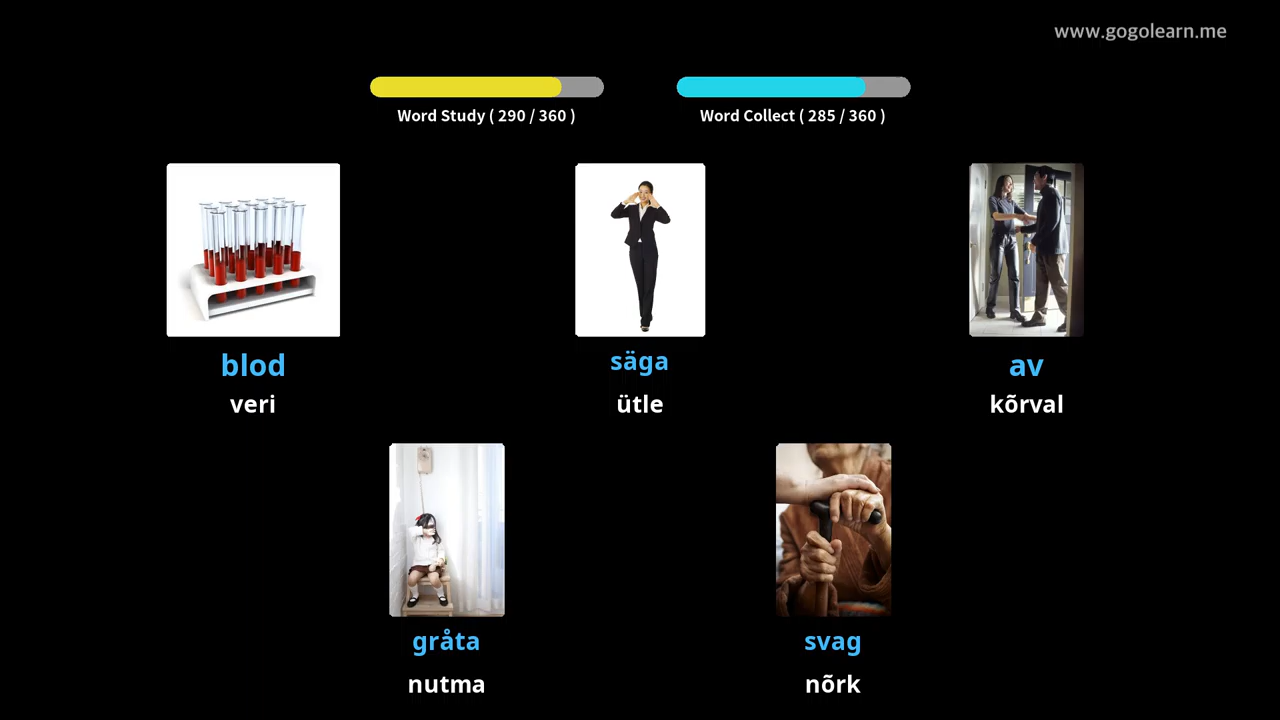 www.gogolearn.me
Word Study ( 290 / 360 )
Word Collect ( 285 / 360 )
blod
veri
säga
ütle
av
kõrval
gråta
nutma
svag
nõrk